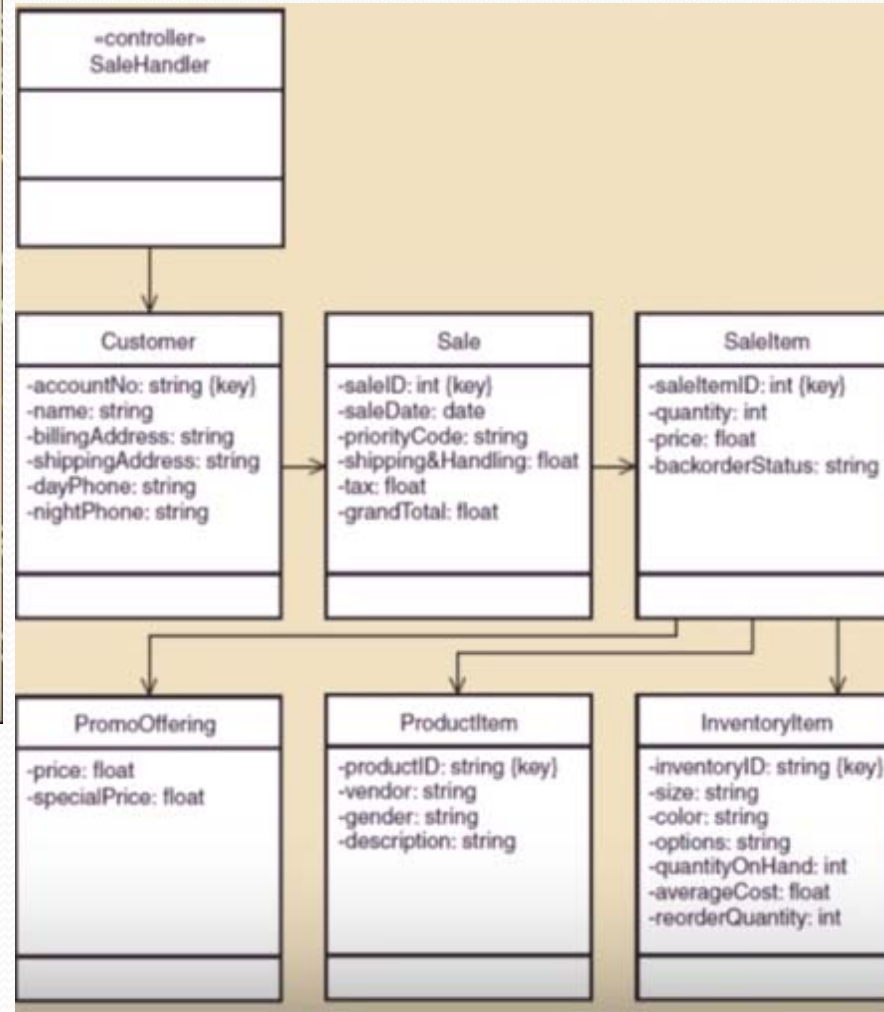 «controller»
SaleHandler
Customer
-accountNo: string {key}
-name: string
-billingAddress: string
-shippingAddress: string
-dayPhone: string
-nightPhone: string
Sale
-saleID: int {key}
-saleDate: date
-priorityCode: string
-shipping&Handling: float
-tax: float
-grandTotal: float
SaleItem
-saleItemID: int {key}
-quantity: int
-price: float
-backorderStatus: string
PromoOffering
-price: float
-specialPrice: float
ProductItem
-productID: string {key}
-vendor: string
-gender: string
-description: string
InventoryItem
-inventoryID: string {key}
-size: string
-color: string
-options: string
-quantityOnHand: int
-averageCost: float
-reorderQuantity: int